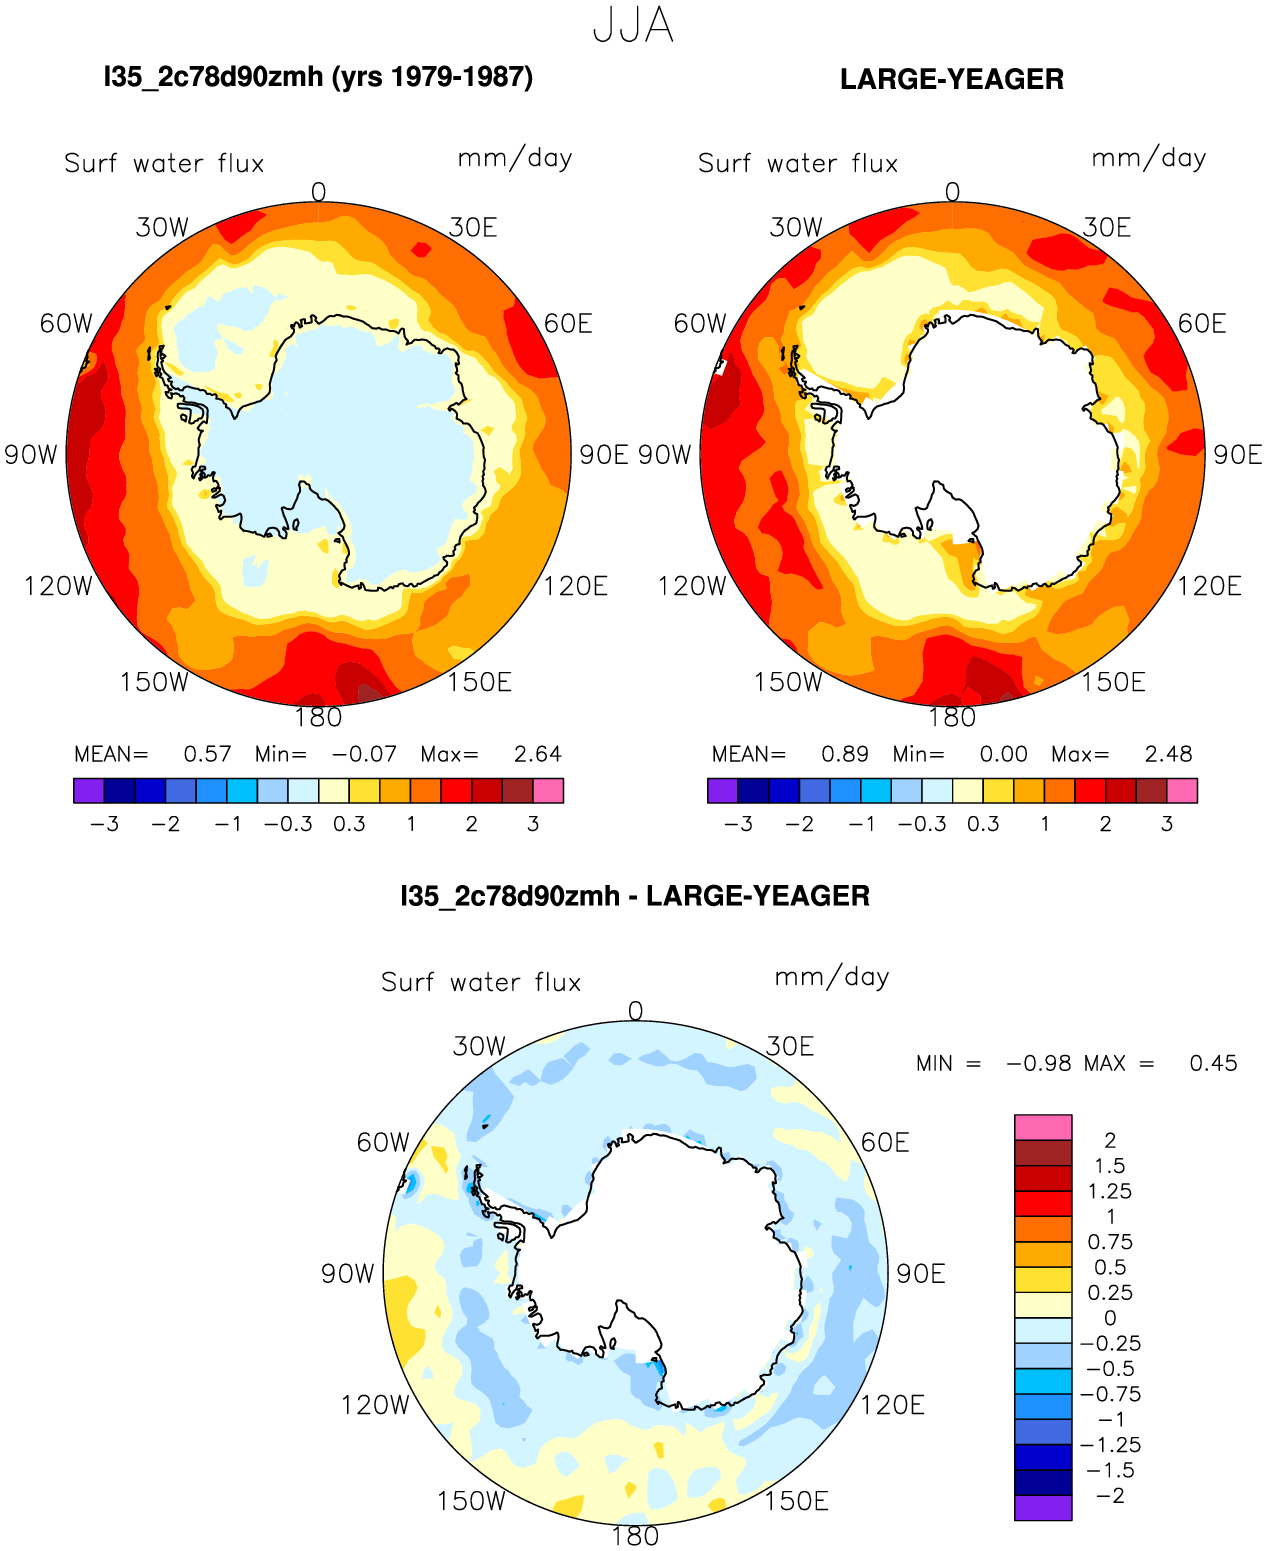 JJA
l35_2c78d90zmh (yrs 1979-1987)
LARGE-YEAGER
Surf water flux mm/day
Surf water flux mm/day
0
30W 30E
60W 60E
90W 90E
120W 120E
150W 150E
180
0
30W 30E
60W 60E
90W 90E
120W 120E
150W 150E
180
MEAN= 0.57 Min= -0.07 Max= 2.64
-3 -2 -1 -0.3 0.3 1 2 3
MEAN= 0.89 Min= 0.00 Max= 2.48
-3 -2 -1 -0.3 0.3 1 2 3
l35_2c78d90zmh - LARGE-YEAGER
Surf water flux mm/day
0
30W 30E
60W 60E
90W 90E
120W 120E
150W 150E
180
MIN = -0.98 MAX = 0.45
2
1.5
1.25
1
0.75
0.5
0.25
0
-0.25
-0.5
-0.75
-1
-1.25
-1.5
-2